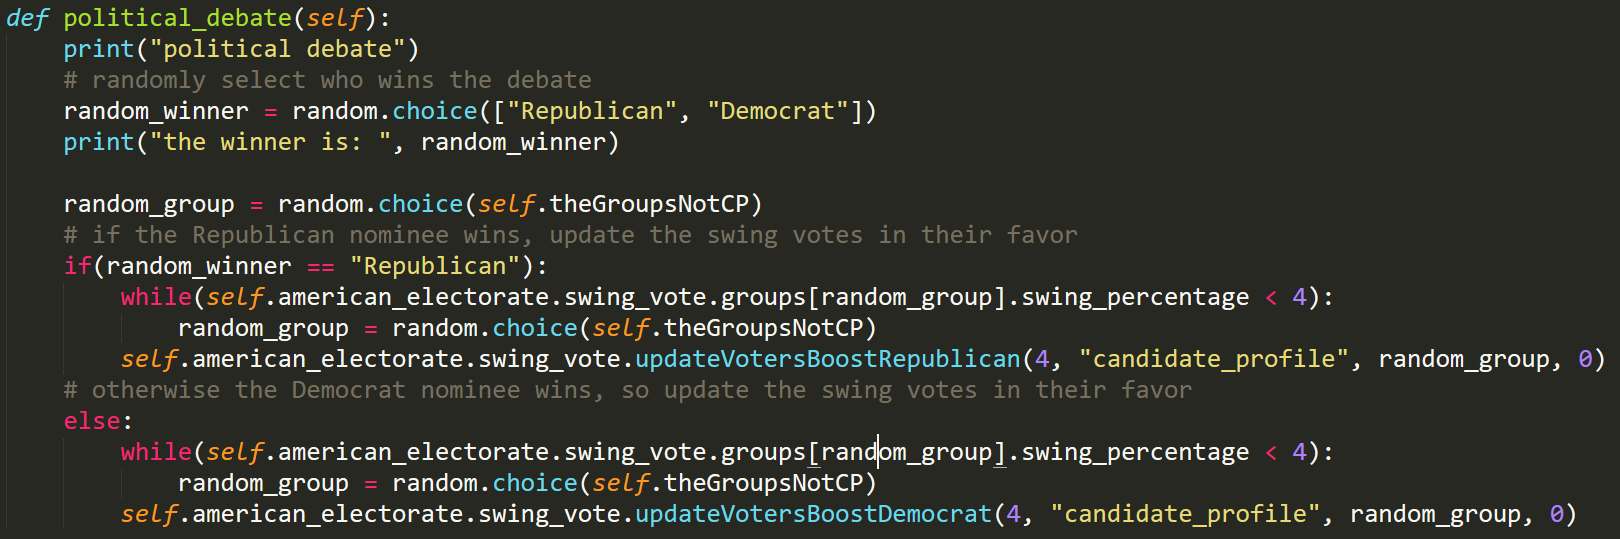 def political_debate(self):
    print("political debate")
    # randomly select who wins the debate
    random_winner = random.choice(["Republican", "Democrat"])
    print("the winner is: ", random_winner)

    random_group = random.choice(self.theGroupsNotCP)
    # if the Republican nominee wins, update the swing votes in their favor
    if(random_winner == "Republican"):
        while(self.american_electorate.swing_vote.groups[random_group].swing_percentage < 4):
            random_group = random.choice(self.theGroupsNotCP)
        self.american_electorate.swing_vote.updateVotersBoostRepublican(4, "candidate_profile", random_group, 0)
    # otherwise the Democrat nominee wins, so update the swing votes in their favor
    else:
        while(self.american_electorate.swing_vote.groups[random_group].swing_percentage < 4):
            random_group = random.choice(self.theGroupsNotCP)
        self.american_electorate.swing_vote.updateVotersBoostDemocrat(4, "candidate_profile", random_group, 0)